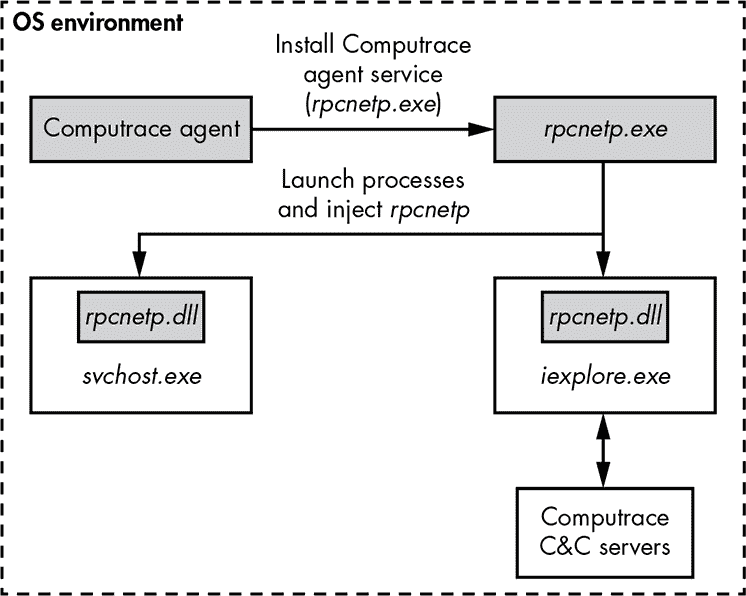 OS environment
Install Computrace
agent service
(rpcnetp.exe)
Computrace agent
rpcnetp.exe
Launch processes
and inject rpcnetp
rpcnetp.dll
svchost.exe
rpcnetp.dll
iexplore.exe
Computrace
C&C servers